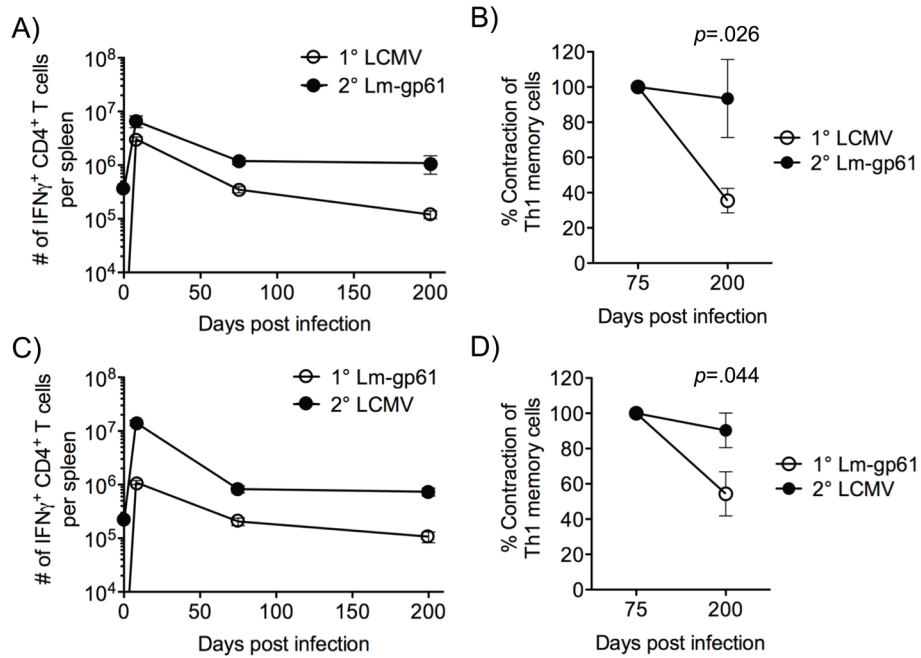 A)
# of IFNγ⁺ CD4⁺ T cells
per spleen
10⁸
10⁷
10⁶
10⁵
10⁴
0 50 100 150 200
Days post infection
1° LCMV
2° Lm-gp61
B)
p=.026
% Contraction of
Th1 memory cells
120
100
80
60
40
20
0
75 200
Days post infection
1° LCMV
2° Lm-gp61
C)
# of IFNγ⁺ CD4⁺ T cells
per spleen
10⁸
10⁷
10⁶
10⁵
10⁴
0 50 100 150 200
Days post infection
1° Lm-gp61
2° LCMV
D)
p=.044
% Contraction of
Th1 memory cells
120
100
80
60
40
20
0
75 200
Days post infection
1° Lm-gp61
2° LCMV